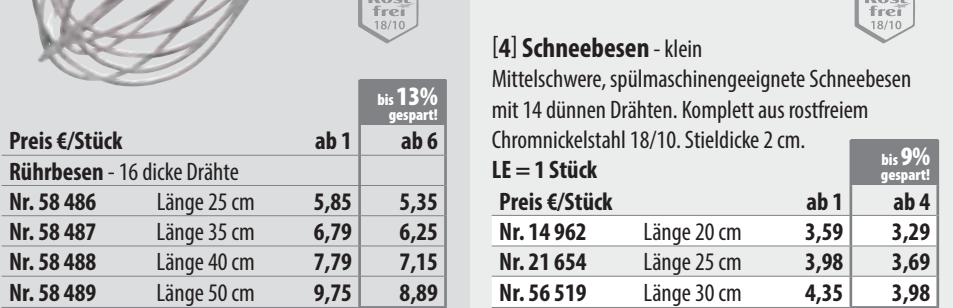 frei
18/10
bis 13%
gespart!
Preis €/Stück ab 1 ab 6
Rührbesen - 16 dicke Drähte
Nr. 58 486 Länge 25 cm 5,85 5,35
Nr. 58 487 Länge 35 cm 6,79 6,25
Nr. 58 488 Länge 40 cm 7,79 7,15
Nr. 58 489 Länge 50 cm 9,75 8,89
frei
18/10
[4] Schneebesen - klein
Mittelschwere, spülmaschinengeeignete Schneebesen
mit 14 dünnen Drähten. Komplett aus rostfreiem
Chromnickelstahl 18/10. Stieldicke 2 cm.
LE = 1 Stück
bis 9%
gespart!
Preis €/Stück ab 1 ab 4
Nr. 14 962 Länge 20 cm 3,59 3,29
Nr. 21 654 Länge 25 cm 3,98 3,69
Nr. 56 519 Länge 30 cm 4,35 3,98